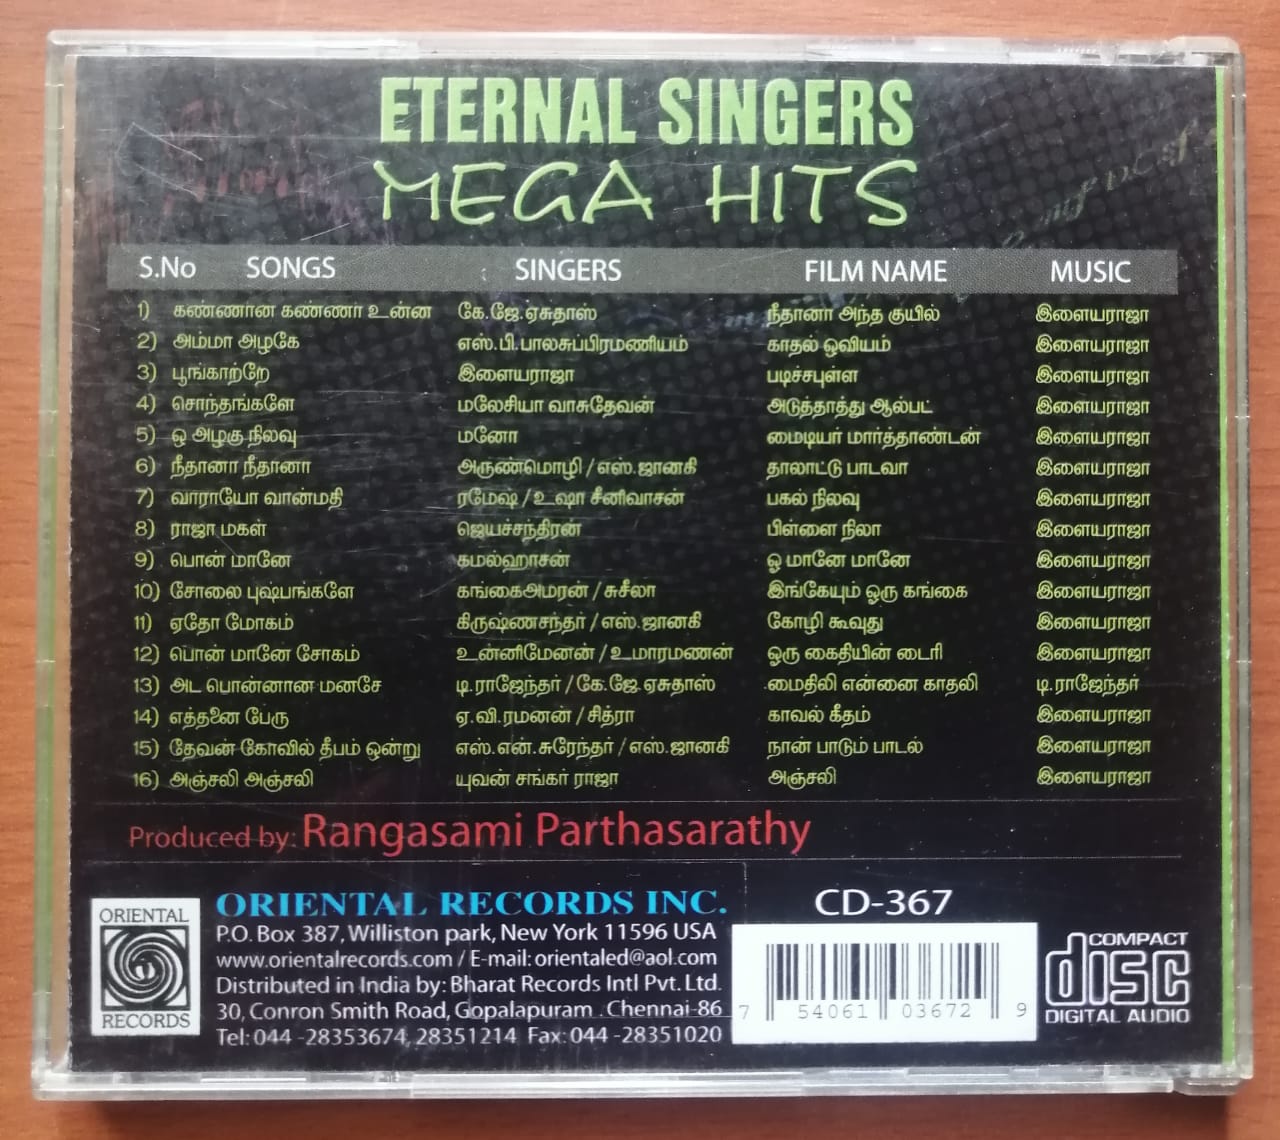 ETERNAL SINGERS
MEGA HITS
S.No SONGS SINGERS FILM NAME MUSIC
1) கண்ணான கண்ணா உன்ன கே.ஜே.ஏசுதாஸ் நீதானா அந்த குயில் இளையராஜா
2) அம்மா அழகே எஸ்.பி.பாலசுப்பிரமணியம் காதல் ஒவியம் இளையராஜா
3) பூங்காற்றே இளையராஜா படிச்சபுள்ள இளையராஜா
4) சொந்தங்களே மலேசியா வாசுதேவன் அடுத்தாத்து ஆல்பட் இளையராஜா
5) ஒ அழகு நிலவு மனோ மைடியர் மார்த்தாண்டன் இளையராஜா
6) நீதானா நீதானா அருண்மொழி / எஸ்.ஜானகி தாலாட்டு பாடவா இளையராஜா
7) வாராயோ வான்மதி ரமேஷ் / உஷா சீனிவாசன் பகல் நிலவு இளையராஜா
8) ராஜா மகள் ஜெயச்சந்திரன் பிள்ளை நிலா இளையராஜா
9) பொன் மானே கமல்ஹாசன் ஓ மானே மானே இளையராஜா
10) சோலை புஷ்பங்களே கங்கைஅமரன் / சுசீலா இங்கேயும் ஒரு கங்கை இளையராஜா
11) ஏதோ மோகம் கிருஷ்ணசந்தர் / எஸ்.ஜானகி கோழி கூவுது இளையராஜா
12) பொன் மானே சோகம் உன்னிமேனன் / உமாரமணன் ஒரு கைதியின் டைரி இளையராஜா
13) அட பொன்னான மனசே டி.ராஜேந்தர் / கே.ஜே.ஏசுதாஸ் மைதிலி என்னை காதலி டி.ராஜேந்தர்
14) எத்தனை பேரு ஏ.வி.ரமனன் / சித்ரா காவல் கீதம் இளையராஜா
15) தேவன் கோவில் தீபம் ஒன்று எஸ்.என்.சுரேந்தர் / எஸ்.ஜானகி நான் பாடும் பாடல் இளையராஜா
16) அஞ்சலி அஞ்சலி யுவன் சங்கர் ராஜா அஞ்சலி இளையராஜா
Produced by: Rangasami Parthasarathy
ORIENTAL RECORDS
ORIENTAL RECORDS INC.
P.O. Box 387, Williston park, New York 11596 USA
www.orientalrecords.com / E-mail: orientaled@aol.com
Distributed in India by: Bharat Records Intl Pvt. Ltd.
30, Conron Smith Road, Gopalapuram . Chennai-86
Tel: 044 -28353674, 28351214 Fax: 044 -28351020
CD-367
7 54061 03672 9
COMPACT
disc
DIGITAL AUDIO